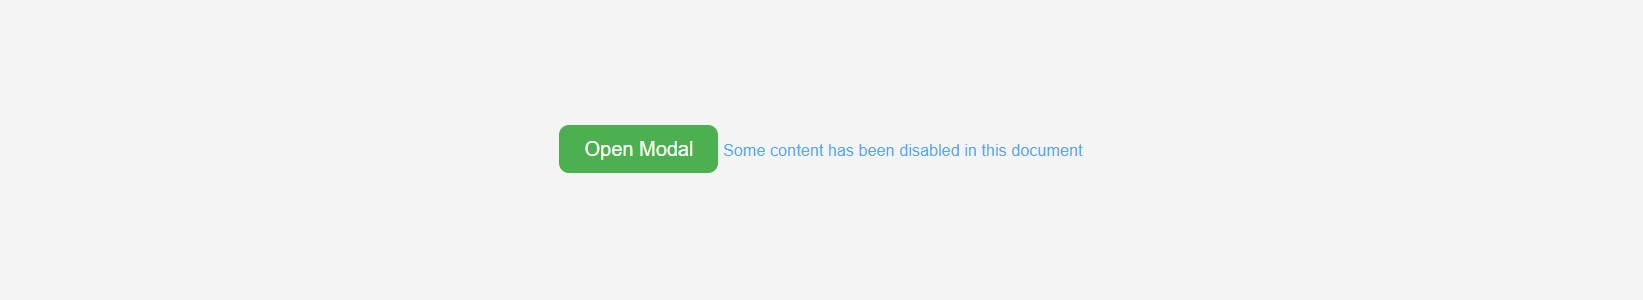 Open Modal Some content has been disabled in this document